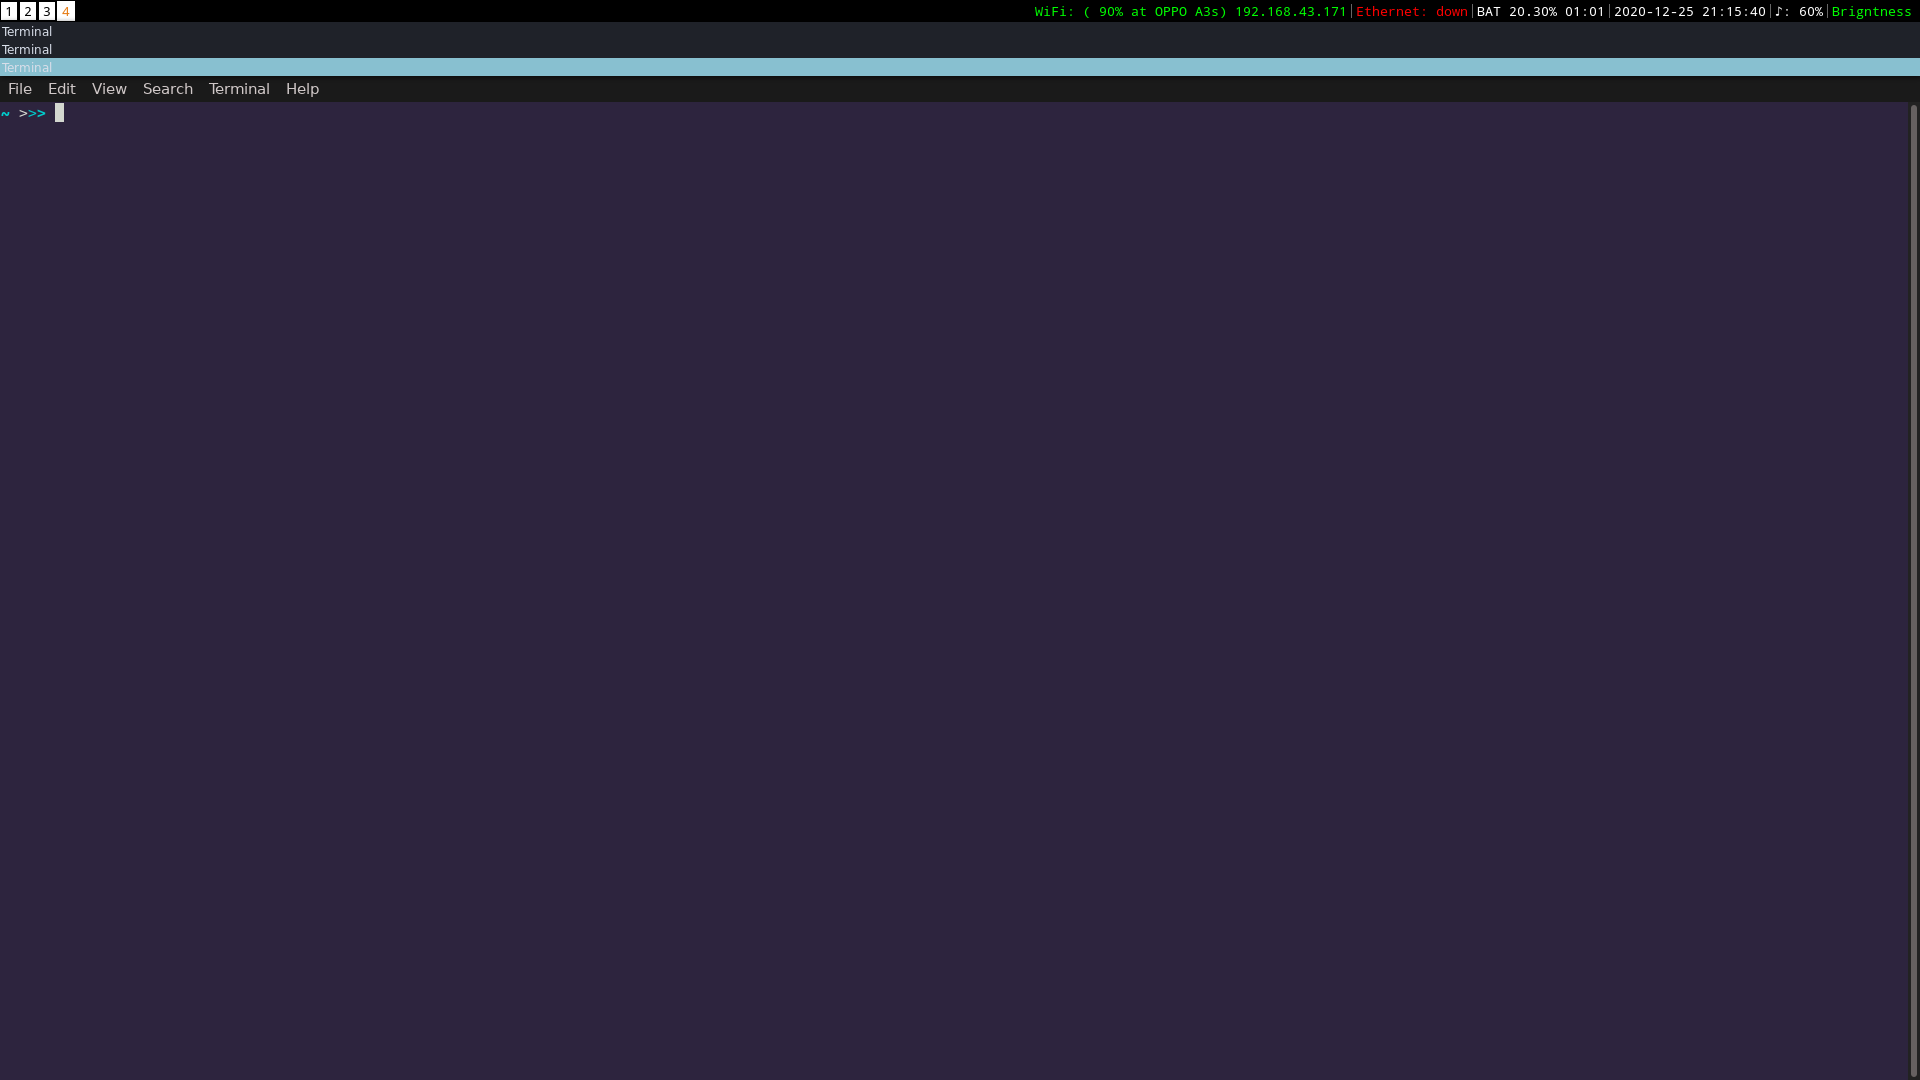 1 2 3 4 WiFi: ( 90% at OPPO A3s) 192.168.43.171|Ethernet: down|BAT 20.30% 01:01|2020-12-25 21:15:40|♪: 60%|Brigntness
Terminal
Terminal
Terminal
File Edit View Search Terminal Help
~ >>>